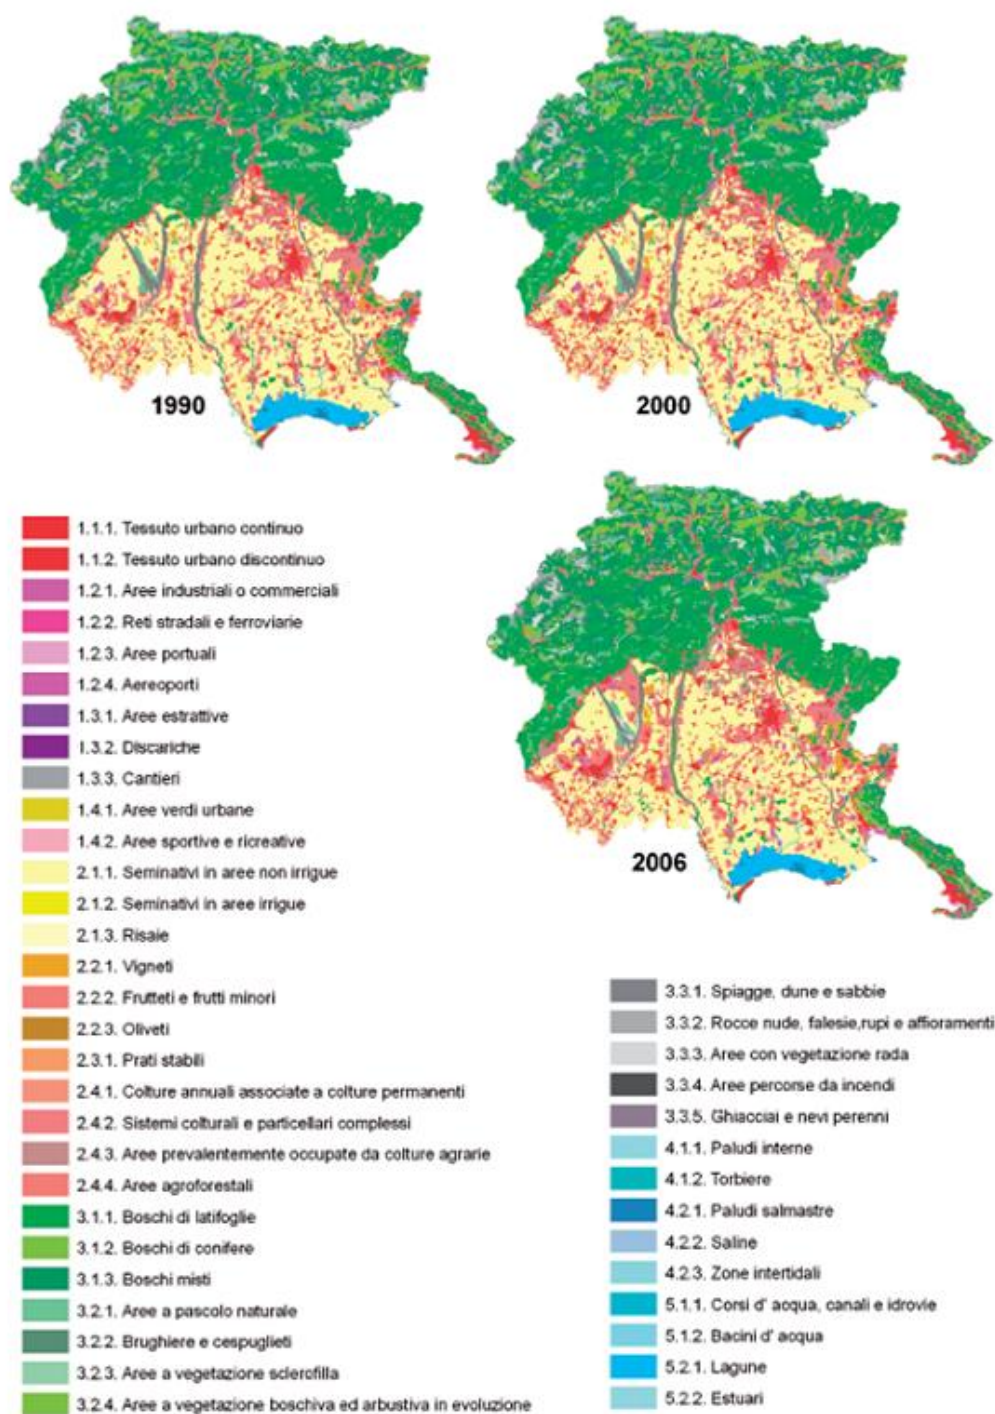 1990
2000
2006
1.1.1. Tessuto urbano continuo
1.1.2. Tessuto urbano discontinuo
1.2.1. Aree industriali o commerciali
1.2.2. Reti stradali e ferroviarie
1.2.3. Aree portuali
1.2.4. Aereoporti
1.3.1. Aree estrattive
1.3.2. Discariche
1.3.3. Cantieri
1.4.1. Aree verdi urbane
1.4.2. Aree sportive e ricreative
2.1.1. Seminativi in aree non irrigue
2.1.2. Seminativi in aree irrigue
2.1.3. Risaie
2.2.1. Vigneti
2.2.2. Frutteti e frutti minori
2.2.3. Oliveti
2.3.1. Prati stabili
2.4.1. Colture annuali associate a colture permanenti
2.4.2. Sistemi colturali e particellari complessi
2.4.3. Aree prevalentemente occupate da colture agrarie
2.4.4. Aree agroforestali
3.1.1. Boschi di latifoglie
3.1.2. Boschi di conifere
3.1.3. Boschi misti
3.2.1. Aree a pascolo naturale
3.2.2. Brughiere e cespuglieti
3.2.3. Aree a vegetazione sclerofilla
3.2.4. Aree a vegetazione boschiva ed arbustiva in evoluzione
3.3.1. Spiagge, dune e sabbie
3.3.2. Rocce nude, falesie,rupi e affioramenti
3.3.3. Aree con vegetazione rada
3.3.4. Aree percorse da incendi
3.3.5. Ghiacciai e nevi perenni
4.1.1. Paludi interne
4.1.2. Torbiere
4.2.1. Paludi salmastre
4.2.2. Saline
4.2.3. Zone intertidali
5.1.1. Corsi d' acqua, canali e idrovie
5.1.2. Bacini d' acqua
5.2.1. Lagune
5.2.2. Estuari